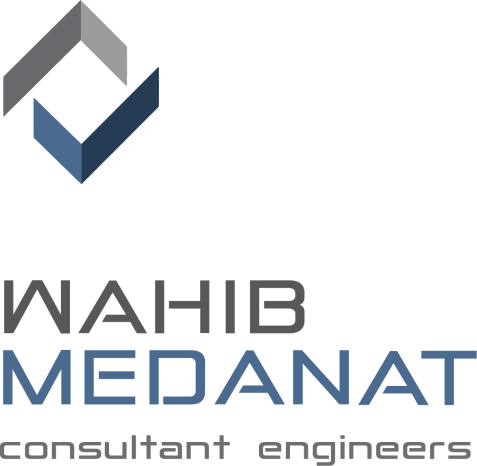 WAHIB
MEDANAT
consultant engineers